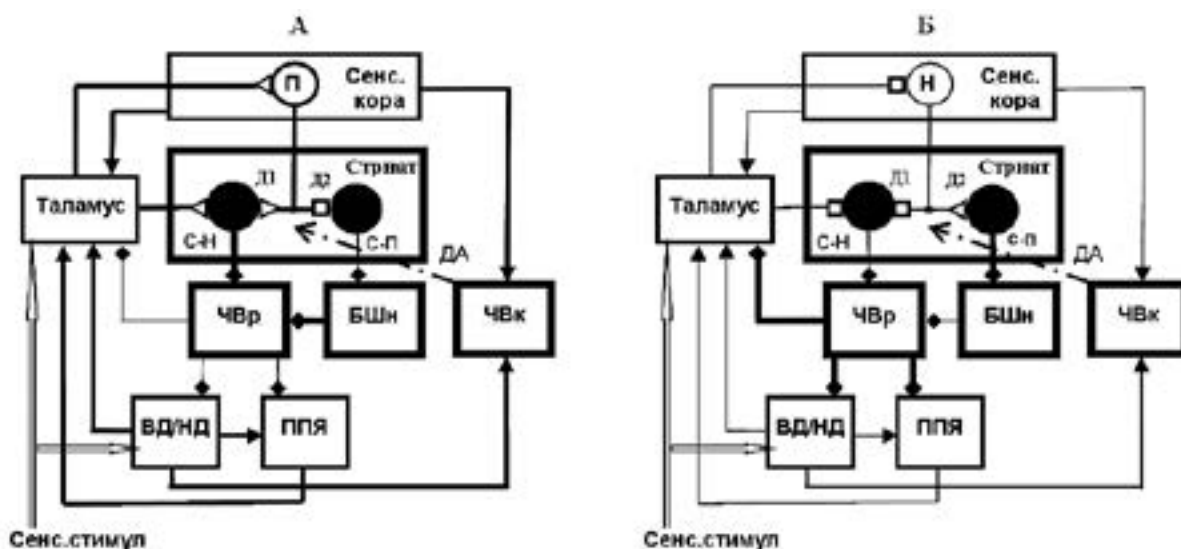 А
П
Сенс.
кора
Стриат
Д1
Д2
Таламус
С-Н
С-П
ДА
ЧВр
БШн
ЧВк
ВД/НД
ППЯ
Сенс.стимул
Б
Н
Сенс.
кора
Стриат
Д1
Д2
Таламус
С-Н
С-П
ДА
ЧВр
БШн
ЧВк
ВД/НД
ППЯ
Сенс.стимул